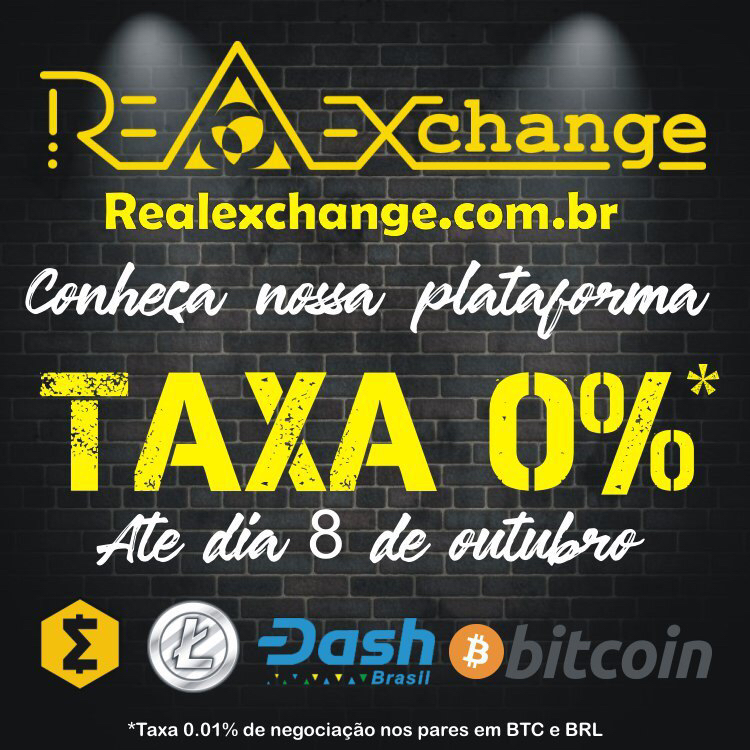 REALEXchange
Realexchange.com.br
Conheça nossa plataforma
TAXA 0%*
Ate dia 8 de outubro
Dash bitcoin
Brasil
*Taxa 0.01% de negociação nos pares em BTC e BRL